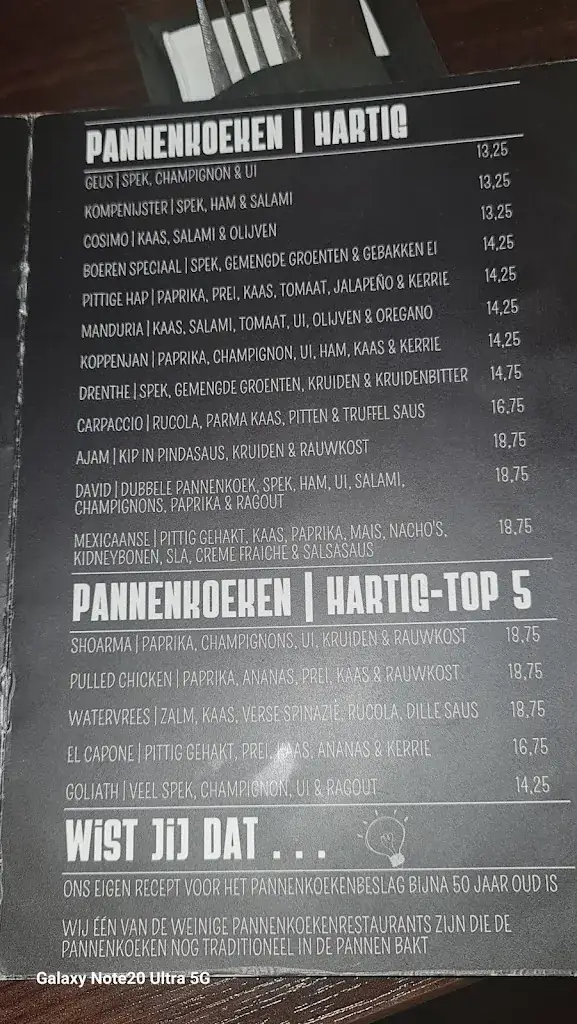 PANNENKOEKEN | HARTIG
GEUS | SPEK, CHAMPIGNON & UI 13,25
KOMPENIJSTER | SPEK, HAM & SALAMI 13,25
COSIMO | KAAS, SALAMI & OLIJVEN 13,25
BOEREN SPECIAAL | SPEK, GEMENGDE GROENTEN & GEBAKKEN EI 14,25
PITTIGE HAP | PAPRIKA, PREI, KAAS, TOMAAT, JALAPEÑO & KERRIE 14,25
MANDURIA | KAAS, SALAMI, TOMAAT, UI, OLIJVEN & OREGANO 14,25
KOPPENJAN | PAPRIKA, CHAMPIGNON, UI, HAM, KAAS & KERRIE 14,25
DRENTHE | SPEK, GEMENGDE GROENTEN, KRUIDEN & KRUIDENBITTER 14,75
CARPACCIO | RUCOLA, PARMA KAAS, PITTEN & TRUFFEL SAUS 16,75
AJAM | KIP IN PINDASAUS, KRUIDEN & RAUWKOST 18,75
DAVID | DUBBELE PANNENKOEK, SPEK, HAM, UI, SALAMI, 18,75
CHAMPIGNONS, PAPRIKA & RAGOUT
MEXICAANSE | PITTIG GEHAKT, KAAS, PAPRIKA, MAIS, NACHO'S, 18,75
KIDNEYBONEN, SLA, CREME FRAICHE & SALSASAUS
PANNENKOEKEN | HARTIG-TOP 5
SHOARMA | PAPRIKA, CHAMPIGNONS, UI, KRUIDEN & RAUWKOST 18,75
PULLED CHICKEN | PAPRIKA, ANANAS, PREI, KAAS & RAUWKOST 18,75
WATERVREES | ZALM, KAAS, VERSE SPINAZIE, RUCOLA, DILLE SAUS 18,75
EL CAPONE | PITTIG GEHAKT, PREI, KAAS, ANANAS & KERRIE 16,75
GOLIATH | VEEL SPEK, CHAMPIGNON, UI & RAGOUT 14,25
WIST JIJ DAT . . .
ONS EIGEN RECEPT VOOR HET PANNENKOEKENBESLAG BIJNA 50 JAAR OUD IS
WIJ ÉÉN VAN DE WEINIGE PANNENKOEKENRESTAURANTS ZIJN DIE DE
PANNENKOEKEN NOG TRADITIONEEL IN DE PANNEN BAKT
Galaxy Note20 Ultra 5G